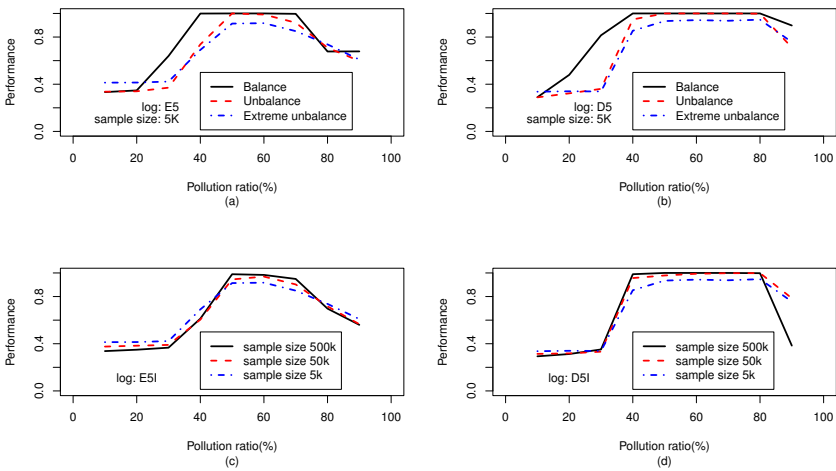 Performance
0.0
0.4
0.8
Balance
Unbalance
Extreme unbalance
log: E5
sample size: 5K
0 20 40 60 80 100
Pollution ratio(%)
(a)
Performance
0.0
0.4
0.8
Balance
Unbalance
Extreme unbalance
log: D5
sample size: 5K
0 20 40 60 80 100
Pollution ratio(%)
(b)
Performance
0.0
0.4
0.8
sample size 500k
sample size 50k
sample size 5k
log: E5I
0 20 40 60 80 100
Pollution ratio(%)
(c)
Performance
0.0
0.4
0.8
sample size 500k
sample size 50k
sample size 5k
log: D5I
0 20 40 60 80 100
Pollution ratio(%)
(d)